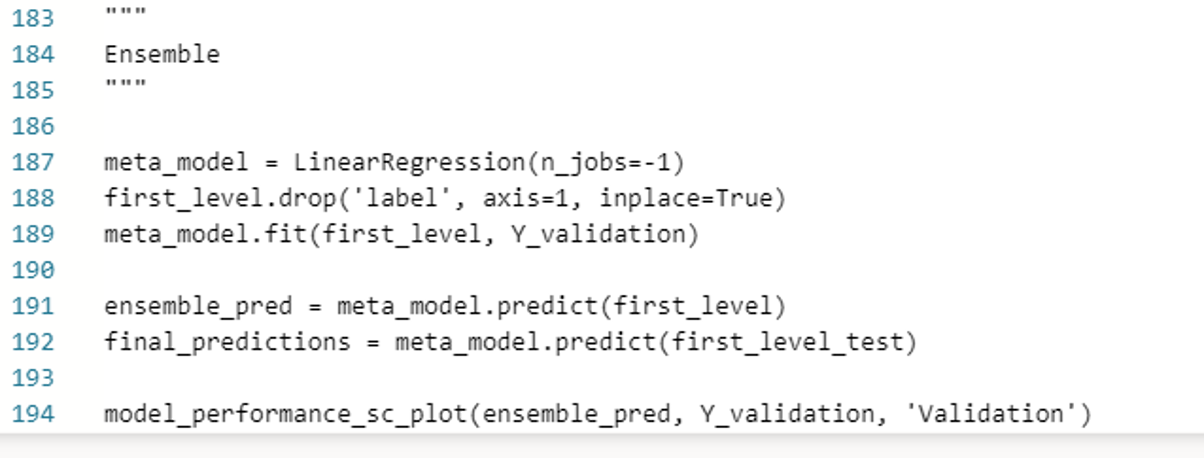 183 """
184 Ensemble
185 """
186
187 meta_model = LinearRegression(n_jobs=-1)
188 first_level.drop('label', axis=1, inplace=True)
189 meta_model.fit(first_level, Y_validation)
190
191 ensemble_pred = meta_model.predict(first_level)
192 final_predictions = meta_model.predict(first_level_test)
193
194 model_performance_sc_plot(ensemble_pred, Y_validation, 'Validation')